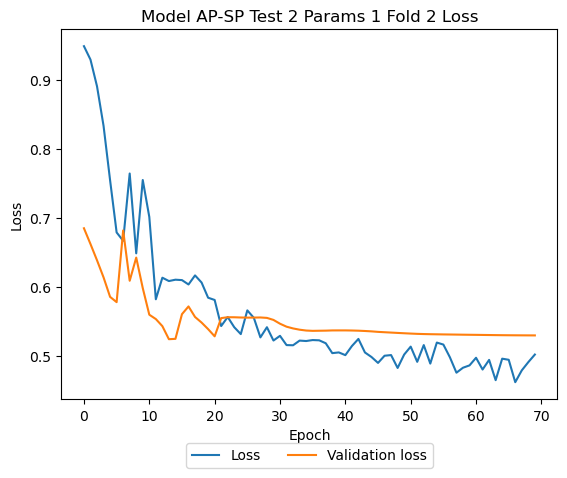 Model AP-SP Test 2 Params 1 Fold 2 Loss
Loss
0.9
0.8
0.7
0.6
0.5
0 10 20 30 40 50 60 70
Epoch
Loss Validation loss